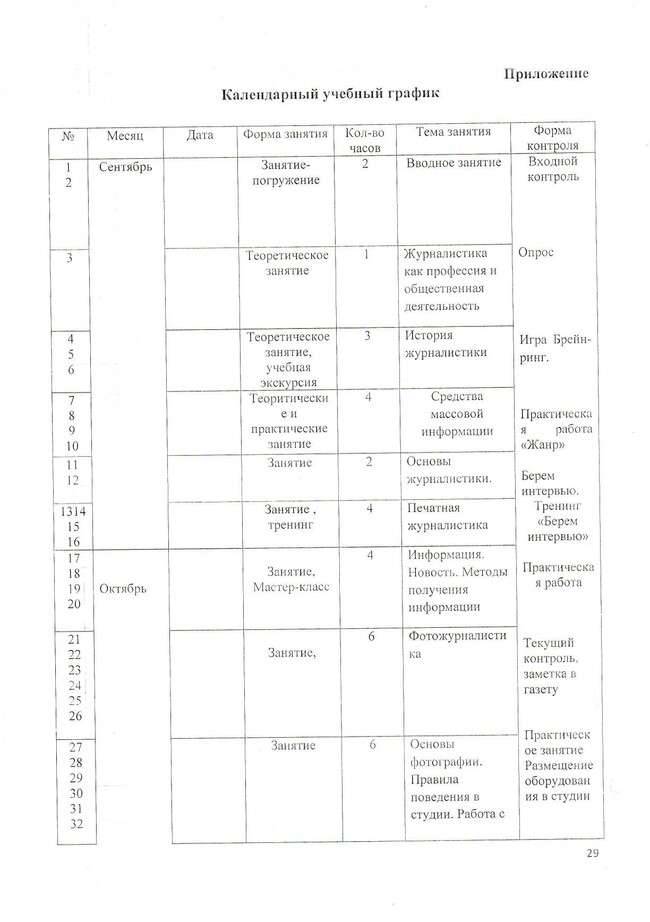 Приложение
Календарный учебный график
№ Месяц Дата Форма занятия Кол-во часов Тема занятия Форма контроля
1
2
Сентябрь
Занятие-
погружение
2
Вводное занятие
Входной
контроль
3
Теоретическое
занятие
1
Журналистика
как профессия и
общественная
деятельность
Опрос
4
5
6
Теоретическое
занятие,
учебная
экскурсия
3
История
журналистики
Игра Брейн-
ринг.
7
8
9
10
Теоритически
е и
практические
занятие
4
Средства
массовой
информации
Практическа
я работа
«Жанр»
11
12
Занятие
2
Основы
журналистики.
Берем
интервью.
1314
15
16
Занятие ,
тренинг
4
Печатная
журналистика
Тренинг
«Берем
интервью»
17
18
19
20
Октябрь
Занятие,
Мастер-класс
4
Информация.
Новость. Методы
получения
информации
Практическа
я работа
21
22
23
24
25
26
Занятие,
6
Фотожурналисти
ка
Текущий
контроль,
заметка в
газету
27
28
29
30
31
32
Занятие
6
Основы
фотографии.
Правила
поведения в
студии. Работа с
Практическ
ое занятие
Размещение
оборудован
ия в студии
29